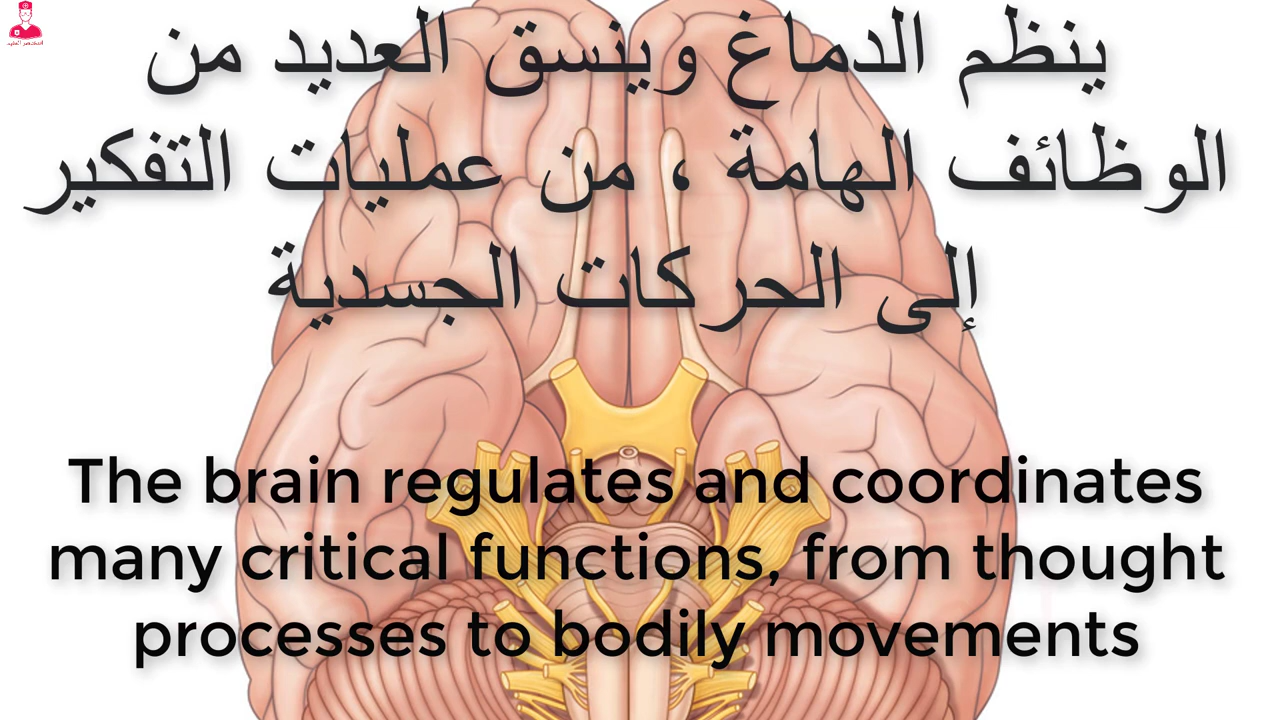 ينظم الدماغ وينسق العديد من
الوظائف الهامة ، من عمليات التفكير
إلى الحركات الجسدية
The brain regulates and coordinates
many critical functions, from thought
processes to bodily movements